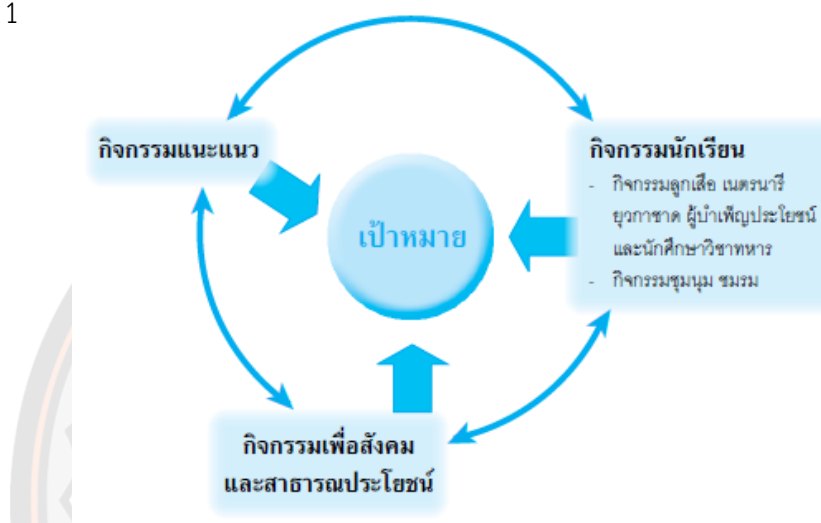 1
กิจกรรมแนะแนว
เป้าหมาย
กิจกรรมนักเรียน
- กิจกรรมลูกเสือ เนตรนารี
ยุวกาชาด ผู้บำเพ็ญประโยชน์
และนักศึกษาวิชาทหาร
- กิจกรรมชุมนุม ชมรม
กิจกรรมเพื่อสังคม
และสาธารณประโยชน์